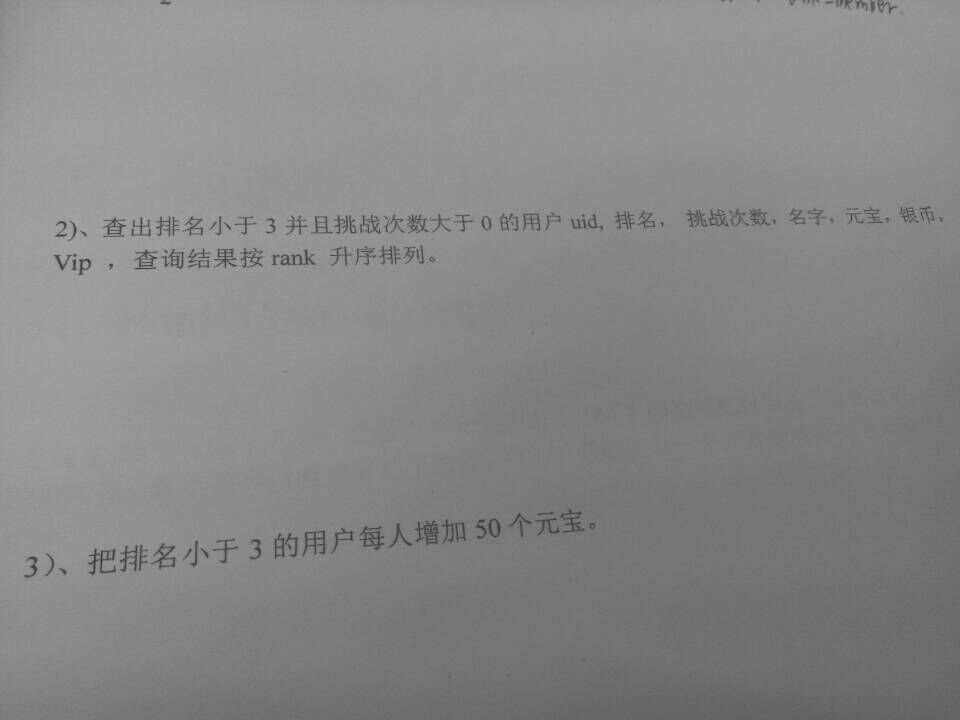 2)、查出排名小于 3 并且挑战次数大于 0 的用户 uid, 排名， 挑战次数，名字，元宝，银币，
Vip ，查询结果按 rank 升序排列。
3)、把排名小于 3 的用户每人增加 50 个元宝。